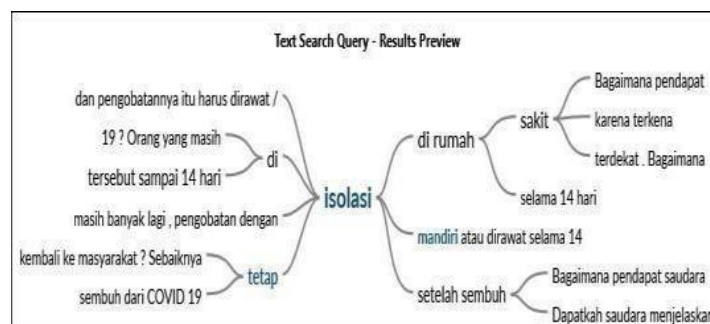 Text Search Query - Results Preview
dan pengobatannya itu harus dirawat /
19 ? Orang yang masih
tersebut sampai 14 hari
di
masih banyak lagi , pengobatan dengan
kembali ke masyarakat ? Sebaiknya
sembuh dari COVID 19
tetap
isolasi
di rumah
sakit
Bagaimana pendapat
karena terkena
terdekat . Bagaimana
selama 14 hari
mandiri atau dirawat selama 14
setelah sembuh
Bagaimana pendapat saudara
Dapatkah saudara menjelaskan